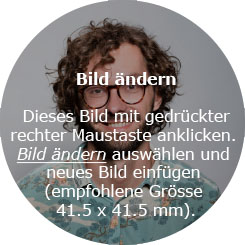 Bild ändern
Dieses Bild mit gedrückter
rechter Maustaste anklicken.
Bild ändern auswählen und
neues Bild einfügen
(empfohlene Grösse
41.5 x 41.5 mm).